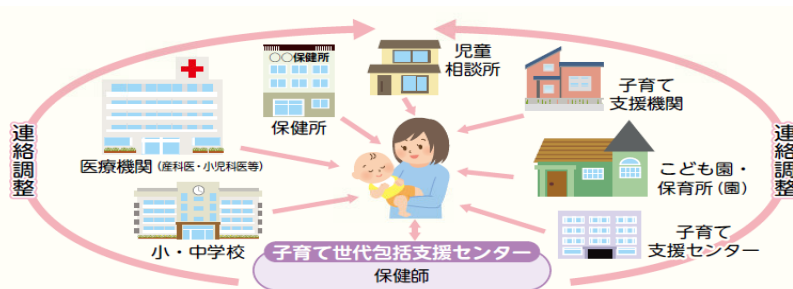 ○○保健所
保健所
児童
相談所
子育て
支援機関
連絡調整
医療機関(産科医・小児科医等)
こども園・
保育所(園)
連絡調整
小・中学校
子育て
支援センター
子育て世代包括支援センター
保健師